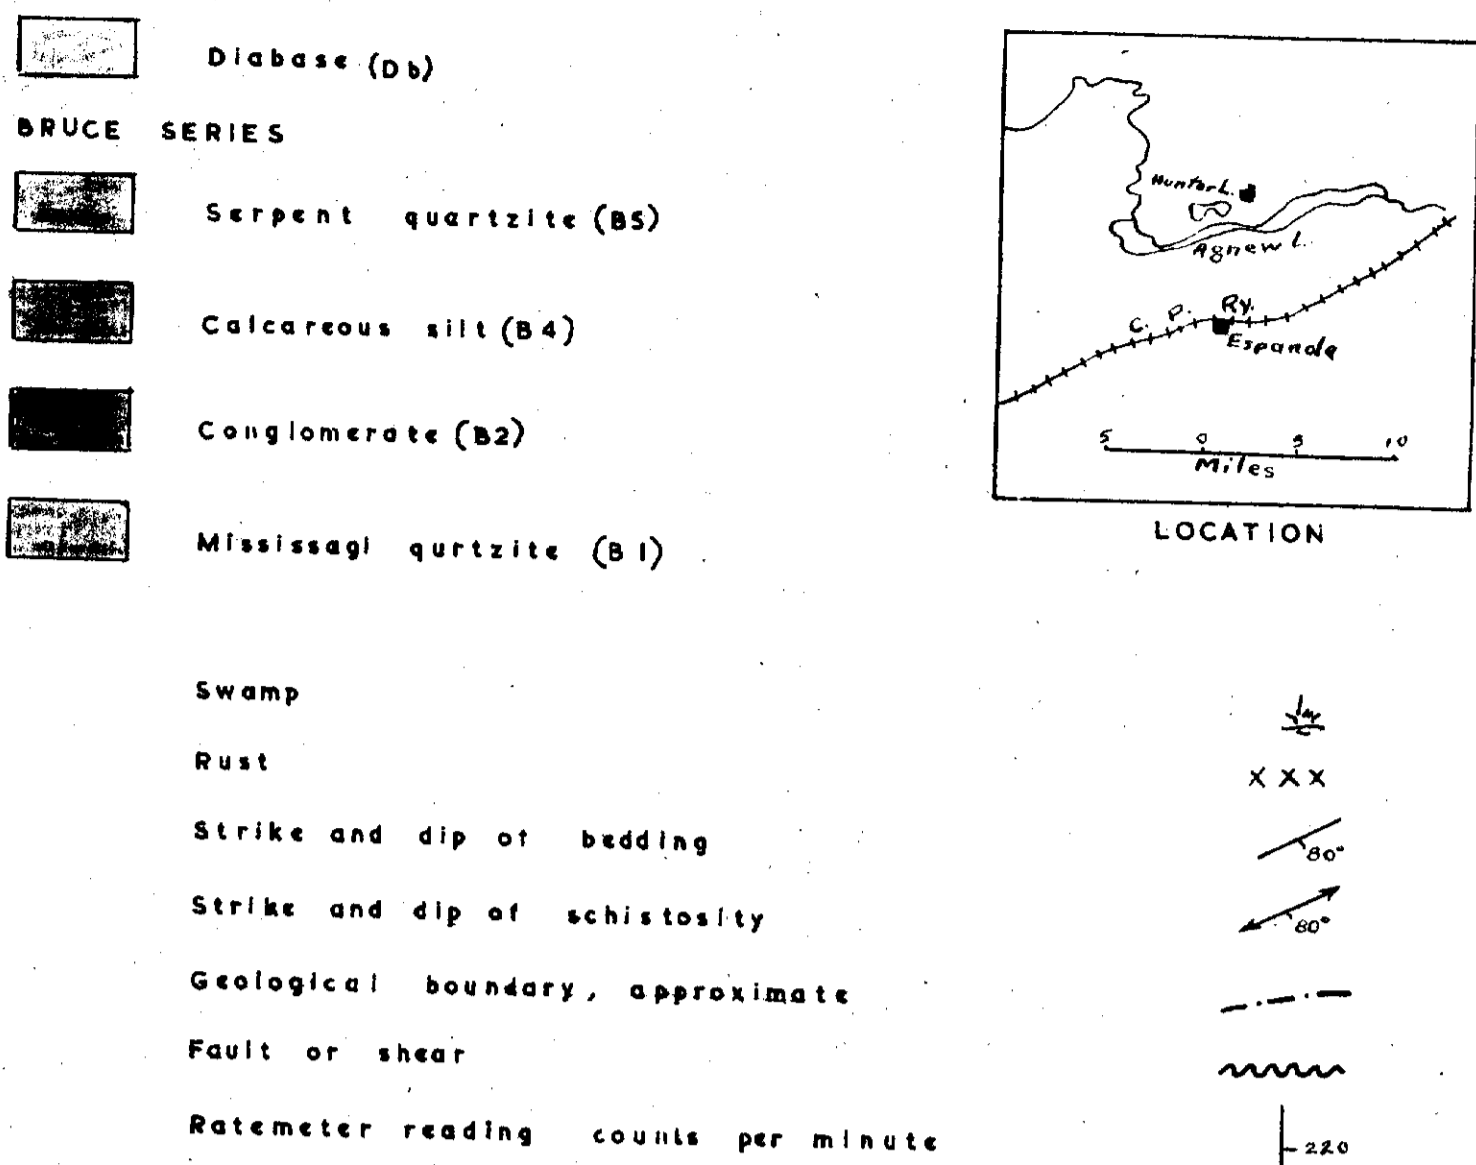 Diabase (Db)
BRUCE SERIES
Serpent quartzite (B5)
Calcareous silt (B4)
Conglomerate (B2)
Mississagi qurtzite (B1)
Hunter L.
Agnew L.
C. P. Ry.
Espanola
5 0 5 10
Miles
LOCATION
Swamp
Rust
X X X
Strike and dip of bedding
80°
Strike and dip of schistosity
80°
Geological boundary, approximate
Fault or shear
Ratemeter reading counts per minute
220